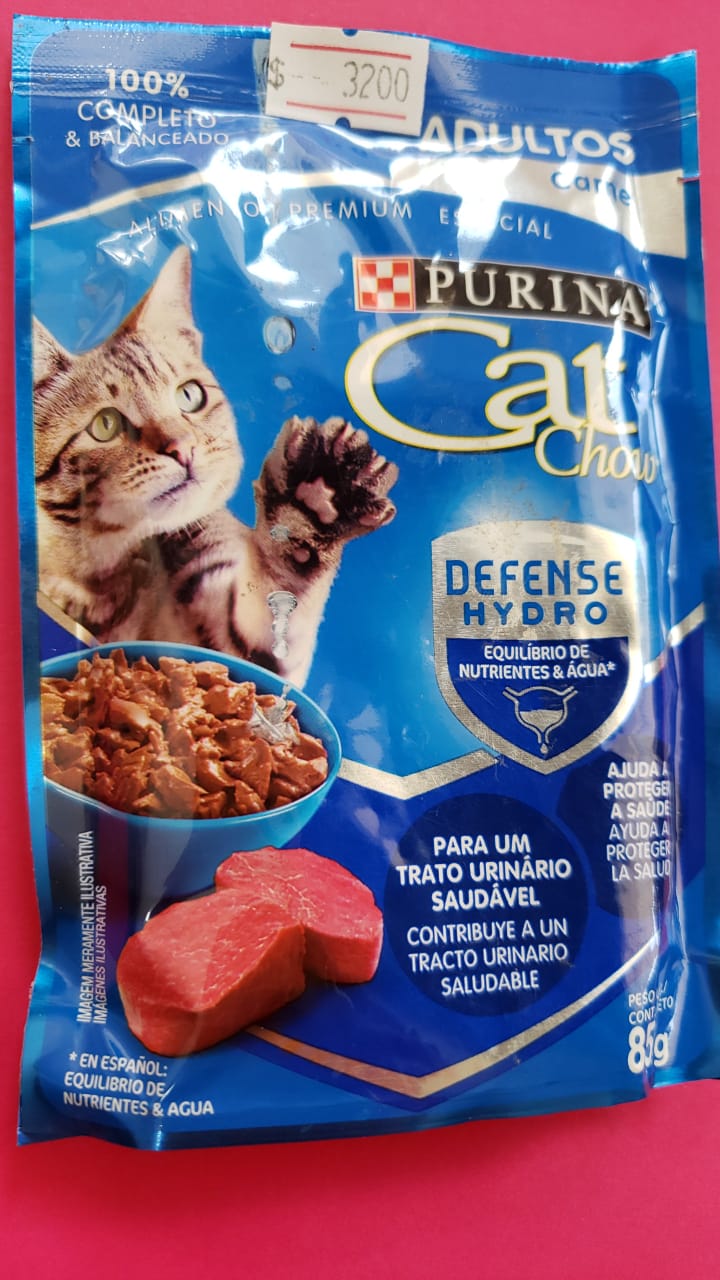 $ -- 3200
100%
COMPLETO
& BALANCEADO
ADULTOS
Carne
ALIMENTO PREMIUM ESPECIAL
PURINA
Cat
Chow
DEFENSE
HYDRO
EQUILÍBRIO DE
NUTRIENTES & ÁGUA*
AJUDA A
PROTEGER
A SAÚDE
AYUDA A
PROTEGER
LA SALUD
PARA UM
TRATO URINÁRIO
SAUDÁVEL
CONTRIBUYE A UN
TRACTO URINARIO
SALUDABLE
IMAGEM MERAMENTE ILUSTRATIVA
IMÁGENES ILUSTRATIVAS
PESO
85g
* EN ESPAÑOL:
EQUILIBRIO DE
NUTRIENTES & AGUA